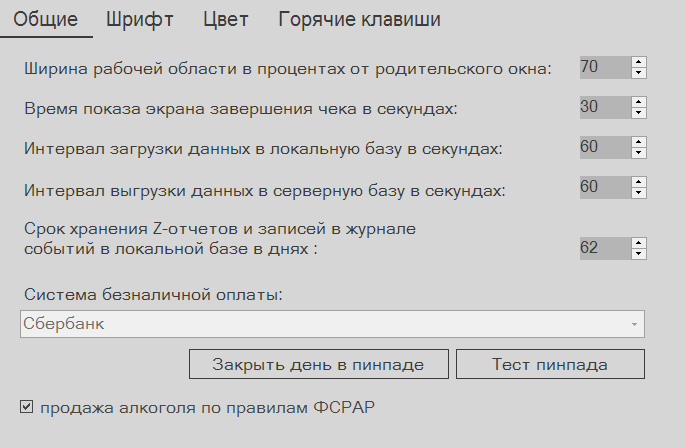 Общие Шрифт Цвет Горячие клавиши
Ширина рабочей области в процентах от родительского окна: 70
Время показа экрана завершения чека в секундах: 30
Интервал загрузки данных в локальную базу в секундах: 60
Интервал выгрузки данных в серверную базу в секундах: 60
Срок хранения Z-отчетов и записей в журнале
событий в локальной базе в днях : 62
Система безналичной оплаты:
Сбербанк
Закрыть день в пинпаде Тест пинпада
продажа алкоголя по правилам ФСРАР